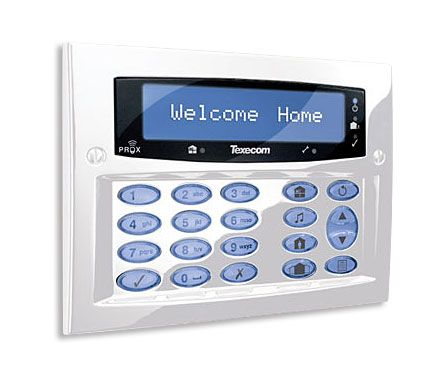 Welcome Home
PROX
Texecom
1 2 abc 3 def
4 ghi 5 jkl 6 mno
7 pqrs 8 tuv 9 wxyz
0